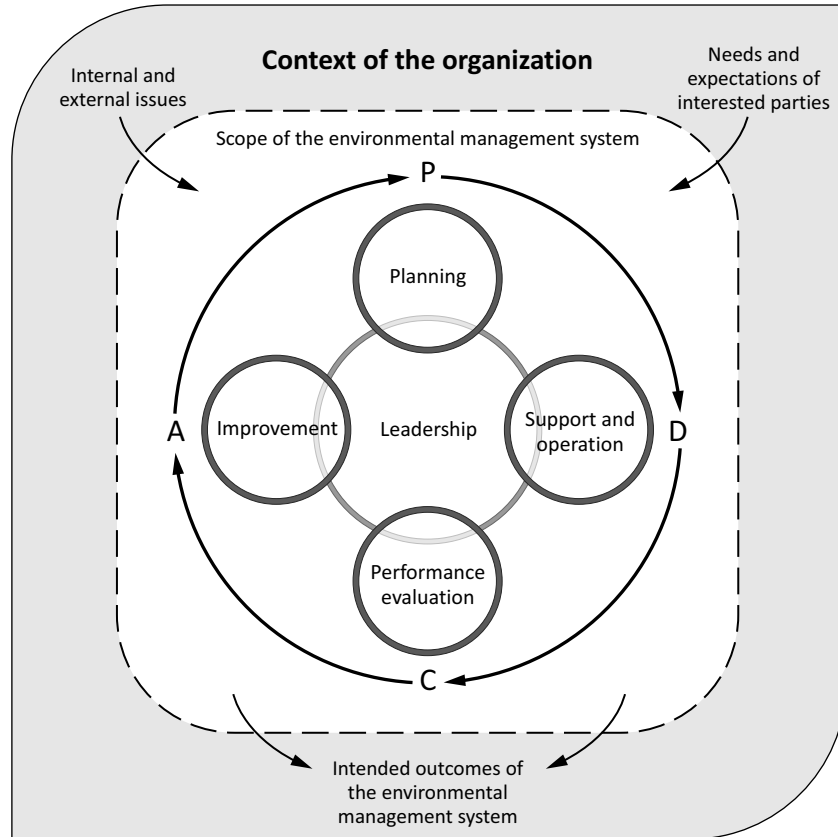 Context of the organization
Internal and
external issues
Needs and
expectations of
interested parties
Scope of the environmental management system
P
Planning
A
Improvement
Leadership
Support and
operation
D
Performance
evaluation
C
Intended outcomes of
the environmental
management system